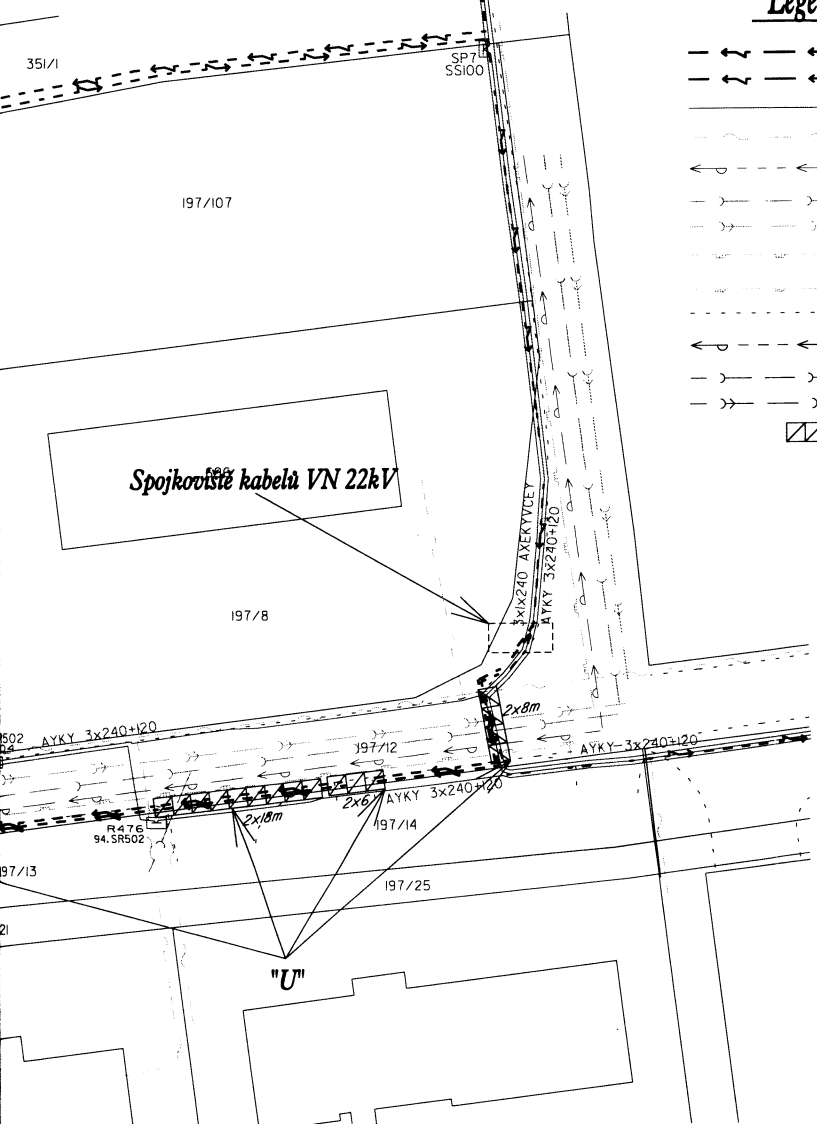 Lege
351/1
SP7
SS100
197/107
Spojkoviště kabelů VN 22kV
3x1x240 AXEKYVCEY
AYKY 3x240+120
197/8
2x8m
502
AYKY 3x240+120
197/12
AYKY 3x240+120
AYKY 3x240+120
2x6
2x18m
R476
94.SR502
197/14
197/13
197/25
21
"U"